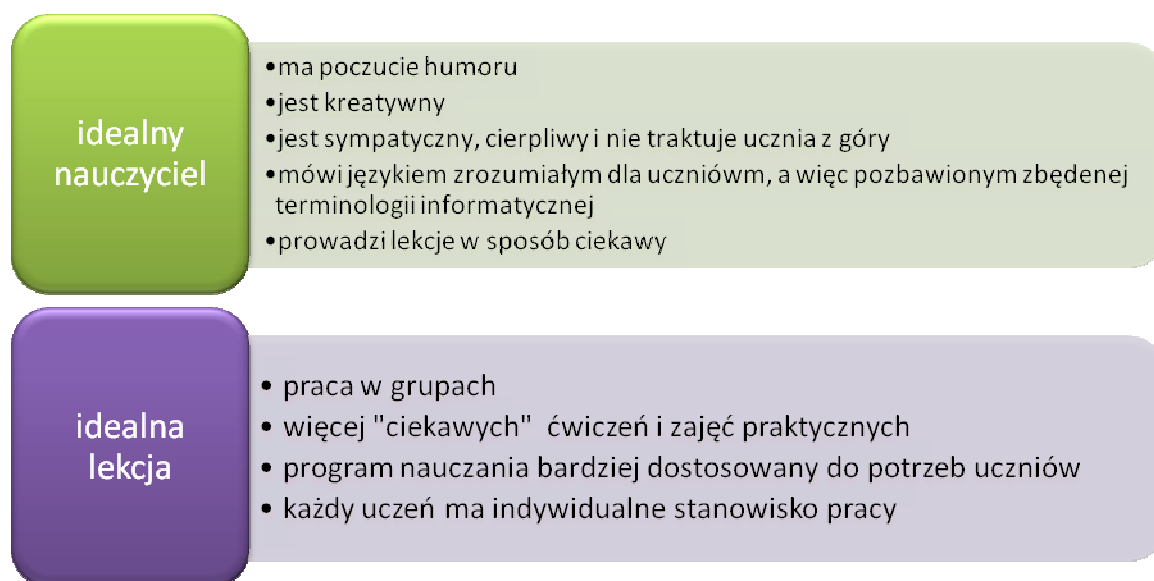 idealny
nauczyciel
•ma poczucie humoru
•jest kreatywny
•jest sympatyczny, cierpliwy i nie traktuje ucznia z góry
•mówi językiem zrozumiałym dla uczniówm, a więc pozbawionym zbędenej
terminologii informatycznej
•prowadzi lekcje w sposób ciekawy
idealna
lekcja
• praca w grupach
• więcej "ciekawych" ćwiczeń i zajęć praktycznych
• program nauczania bardziej dostosowany do potrzeb uczniów
• każdy uczeń ma indywidualne stanowisko pracy